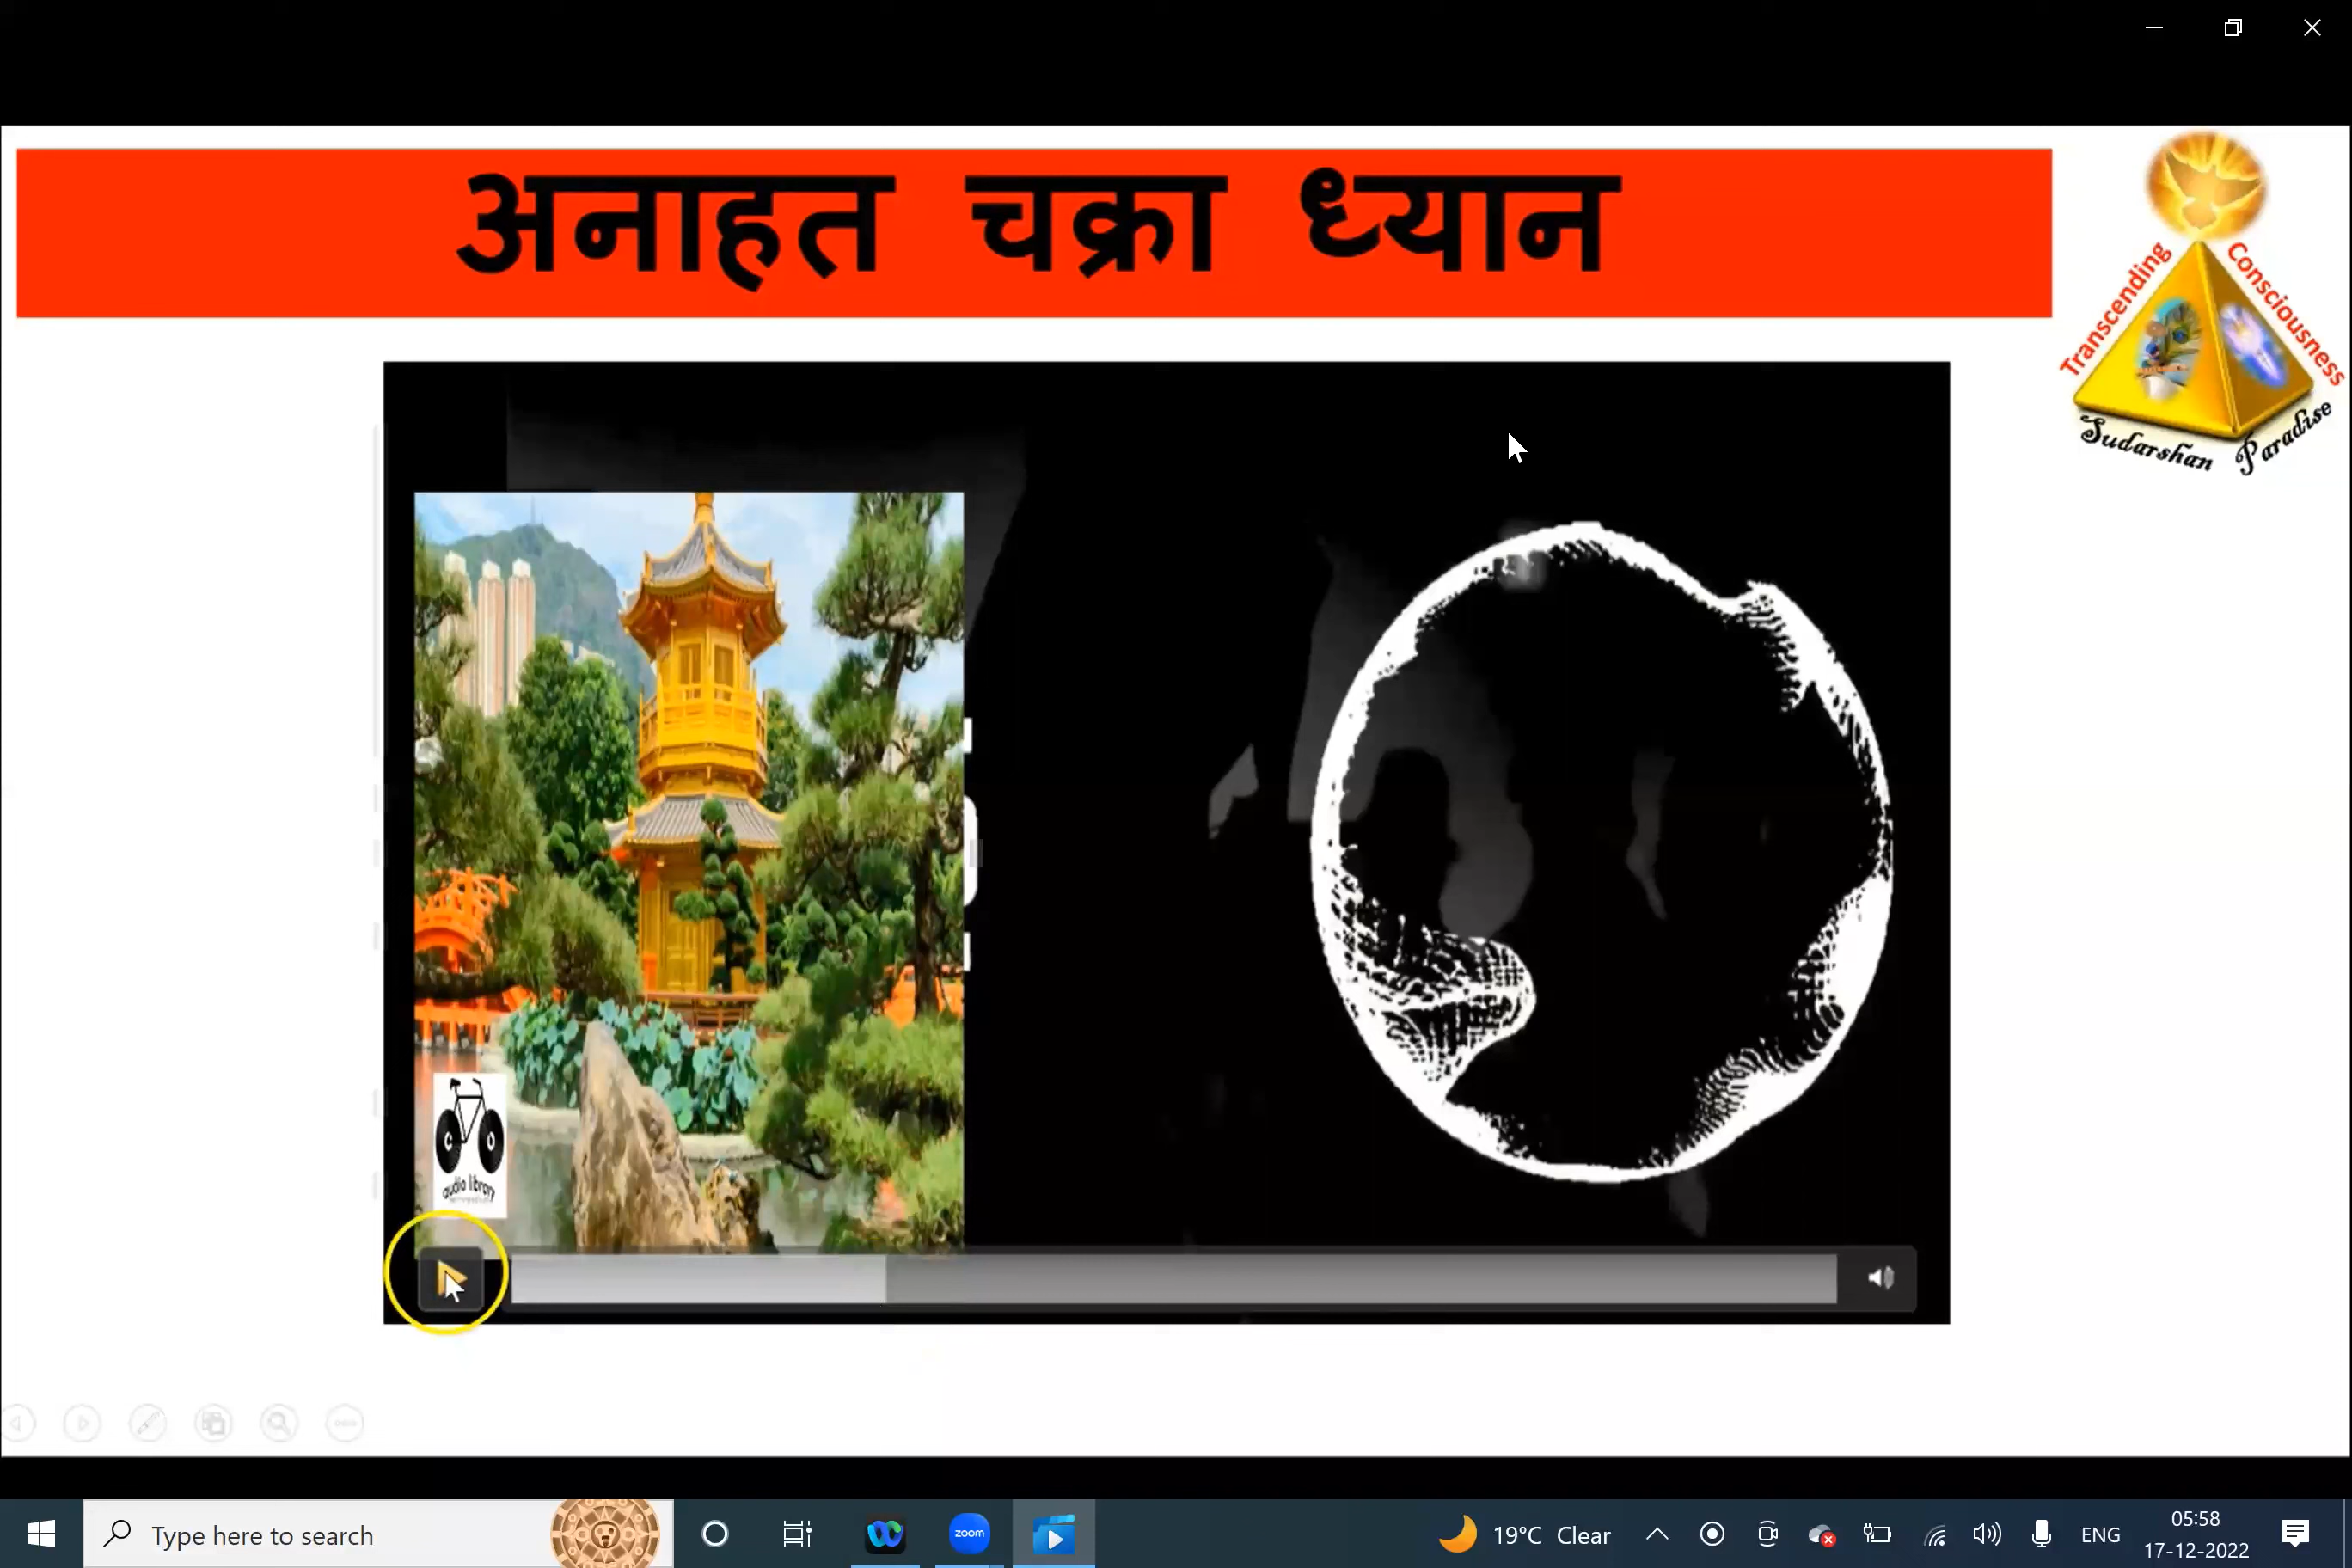 अनाहत चक्रा ध्यान
Transcending
Consciousness
Sudarshan
Paradise
audio library
Type here to search
zoom
19°C Clear
ENG
05:58
17-12-2022